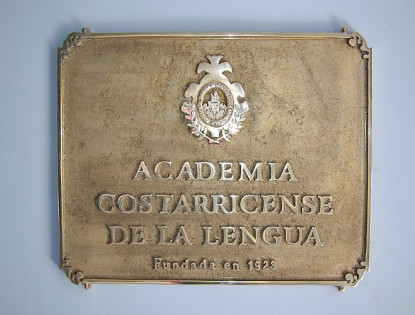 ACADEMIA
COSTARRICENSE
DE LA LENGUA
Fundada en 1923